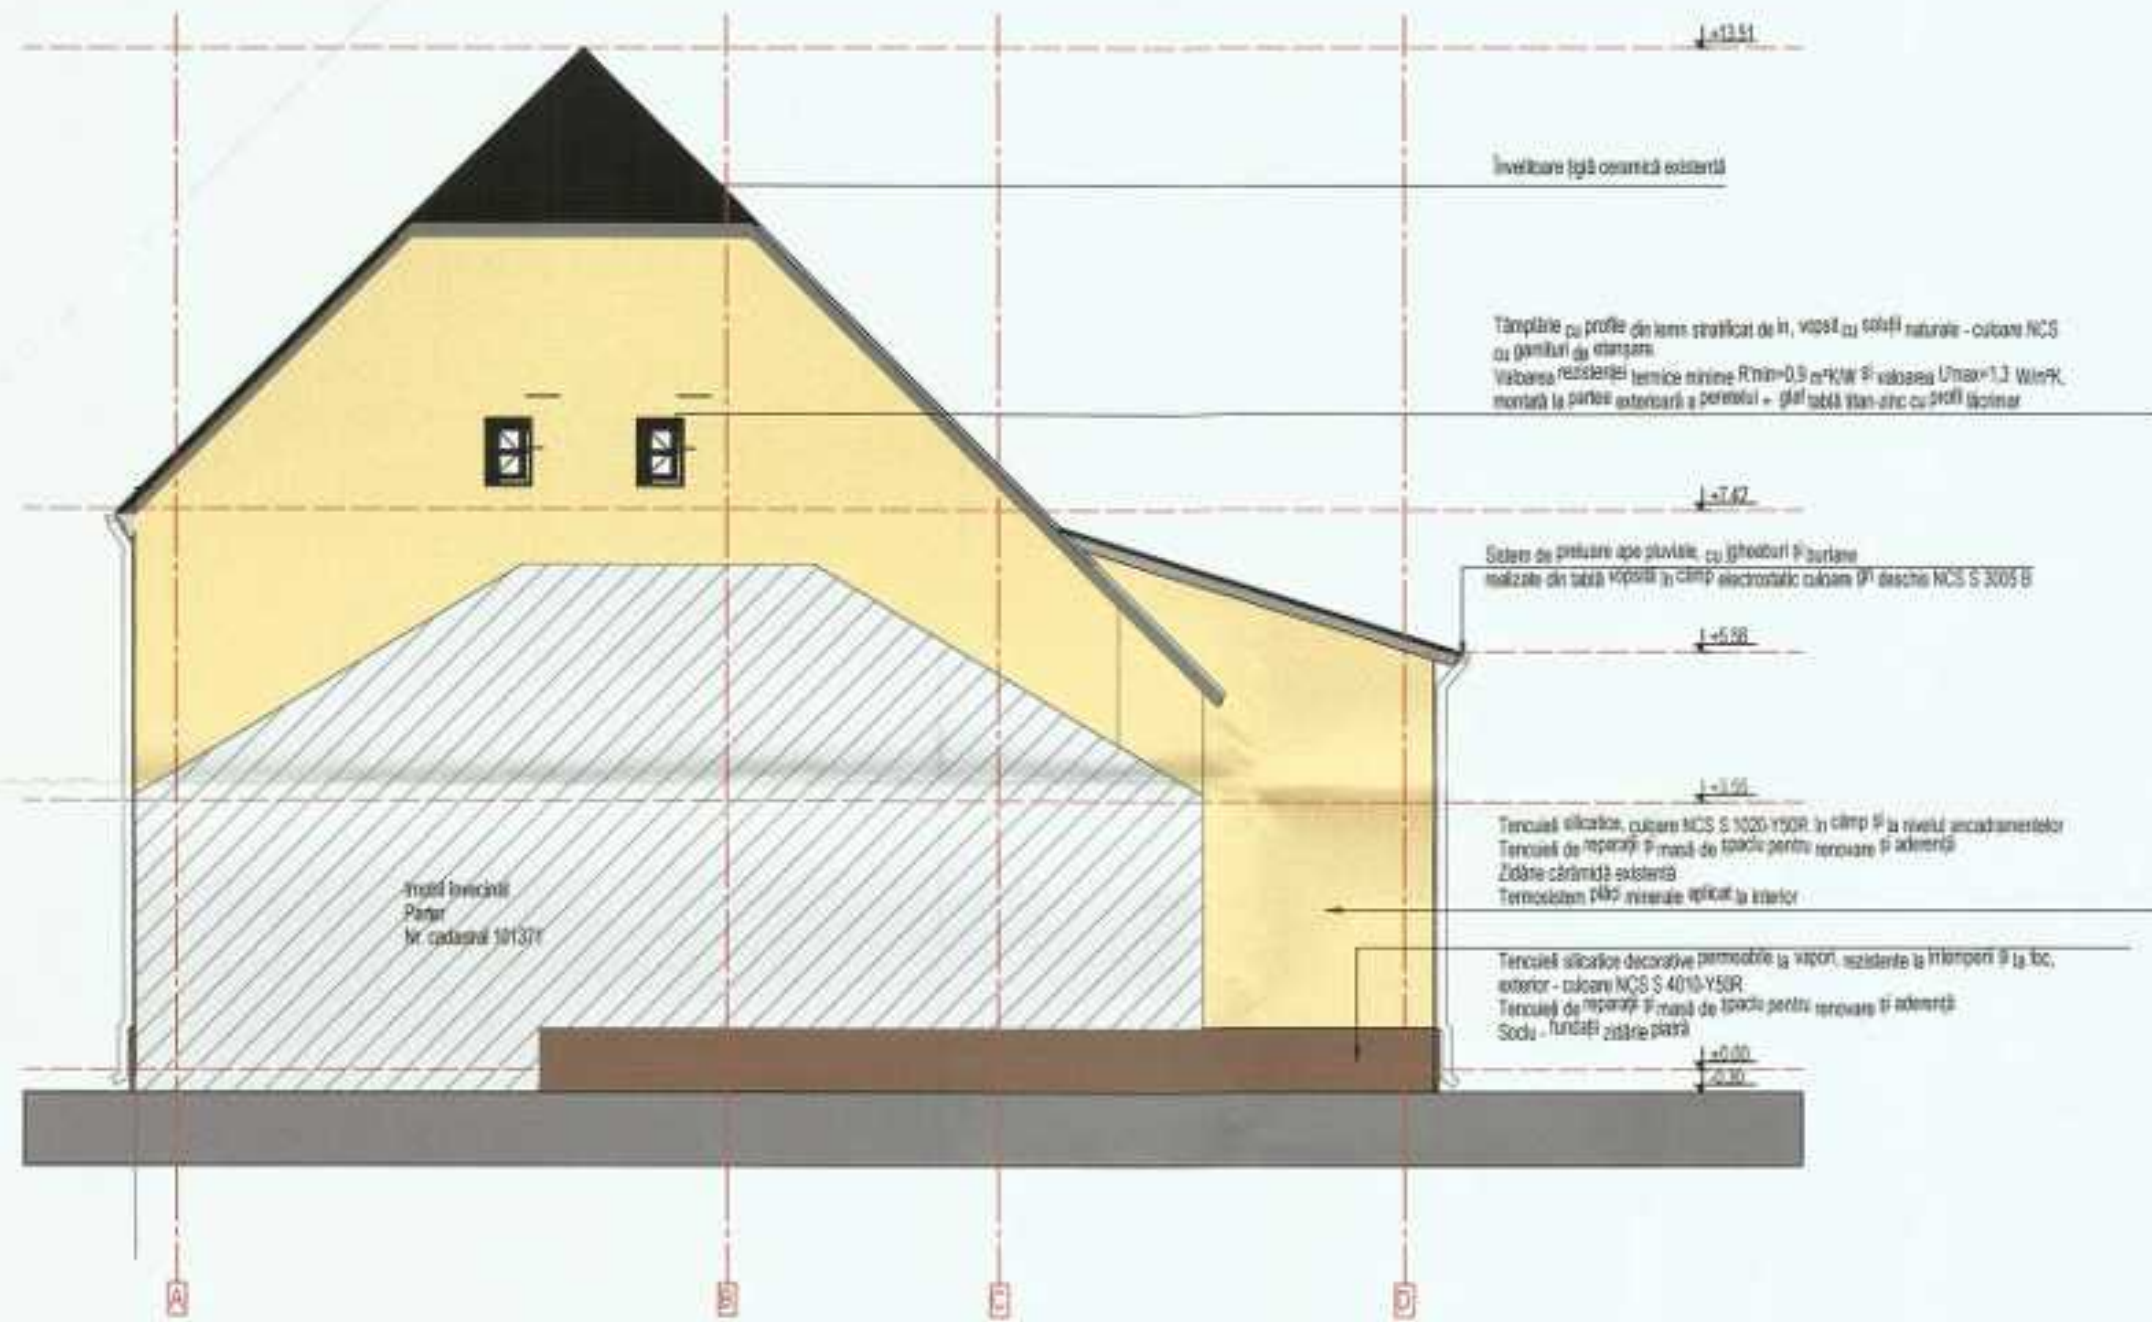 +13.51
Învelitoare țiglă ceramică existentă
Tâmplărie cu profile din lemn stratificat de in, vopsit cu soluții naturale - culoare NCS
cu garnituri de etanșare
Valoarea rezistenței termice minime R'min=0,9 m²K/W și valoarea U'max=1,3 W/m²K,
montată la partea exterioară a peretelui + glaf tablă titan-zinc cu profil lăcrimar
+7.42
Sistem de preluare ape pluviale, cu jgheaburi și burlane
realizate din tablă vopsită în câmp electrostatic culoare gri deschis NCS S 3005 B
+5.58
+3.55
Tencuieli silicatice, culoare NCS S 1020-Y50R în câmp și la nivelul ancadramentelor
Tencuieli de reparații și masă de șpaclu pentru renovare și aderență
Zidărie cărămidă existentă
Termosistem plăci minerale aplicat la interior
Tencuieli silicatice decorative permeabile la vapori, rezistente la intemperii și la foc,
exterior - culoare NCS S 4010-Y50R
Tencuieli de reparații și masă de șpaclu pentru renovare și aderență
Soclu - fundații zidărie piatră
±0.00
-0.30
Imobil învecinat
Parter
Nr. cadastral 101371
A
B
C
D